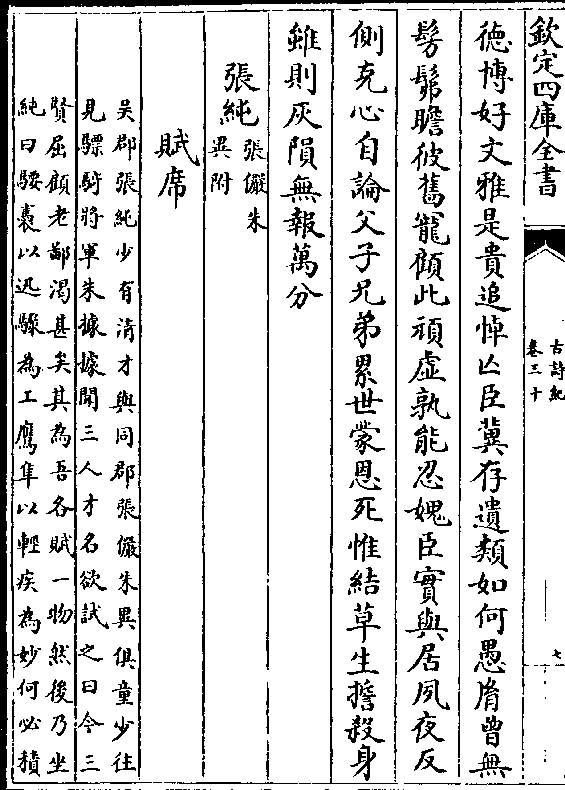 欽定四庫全書
古詩紀
卷三十
七
德博好文雅是貴追悼亡臣冀存遺類如何愚𦙍曾無
髣髴瞻彼舊寵顧此頑虛孰能忍媿臣實與居夙夜反
側克心自論父子兄弟累世蒙恩死惟結草生擔殺身
雖則灰隕無報萬分
張純
張儼朱
異附
賦席
吳郡張純少有清才與同郡張儼朱異俱童少往
見驃騎將軍朱據據聞三人才名欲試之曰今三
賢屈顧老鄙渴甚矣其為吾各賦一物然後乃坐
純曰騕褭以迅驟為工鷹隼以輕疾為妙何必積